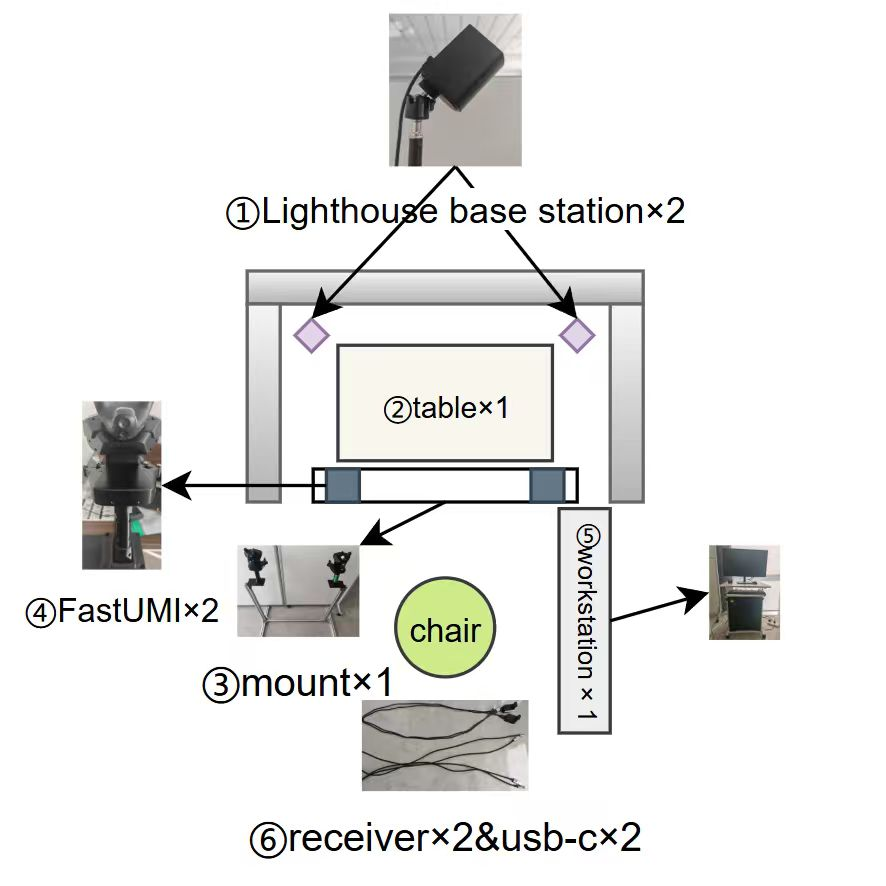 ①Lighthouse base station×2
②table×1
⑤workstation×1
④FastUMI×2
chair
③mount×1
⑥receiver×2&usb-c×2